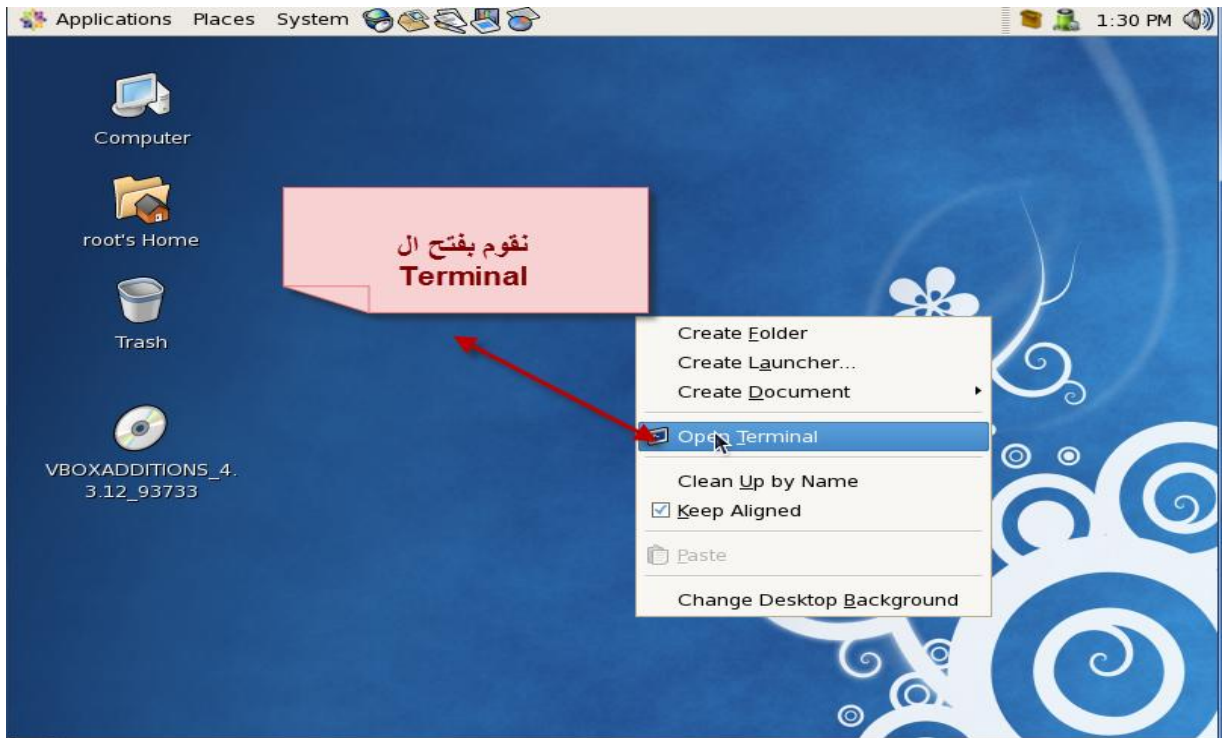 Applications Places System 1:30 PM
Computer
root's Home
Trash
VBOXADDITIONS_4.
3.12_93733
نقوم بفتح ال
Terminal
Create Folder
Create Launcher...
Create Document
Open Terminal
Clean Up by Name
Keep Aligned
Paste
Change Desktop Background